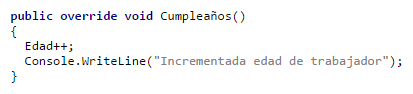 public override void Cumpleaños()
{
Edad++;
Console.WriteLine("Incrementada edad de trabajador");
}